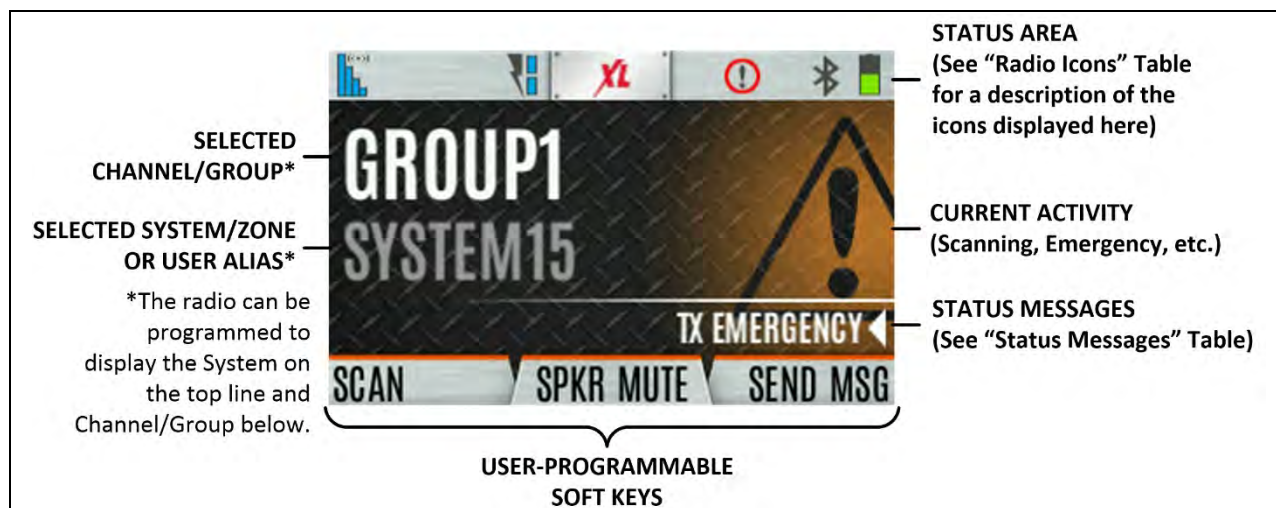 STATUS AREA
(See “Radio Icons” Table
for a description of the
icons displayed here)
XL
SELECTED
CHANNEL/GROUP*
GROUP1
SELECTED SYSTEM/ZONE
OR USER ALIAS*
SYSTEM15
CURRENT ACTIVITY
(Scanning, Emergency, etc.)
*The radio can be
programmed to
display the System on
the top line and
Channel/Group below.
TX EMERGENCY
STATUS MESSAGES
(See “Status Messages” Table)
SCAN SPKR MUTE SEND MSG
USER-PROGRAMMABLE
SOFT KEYS